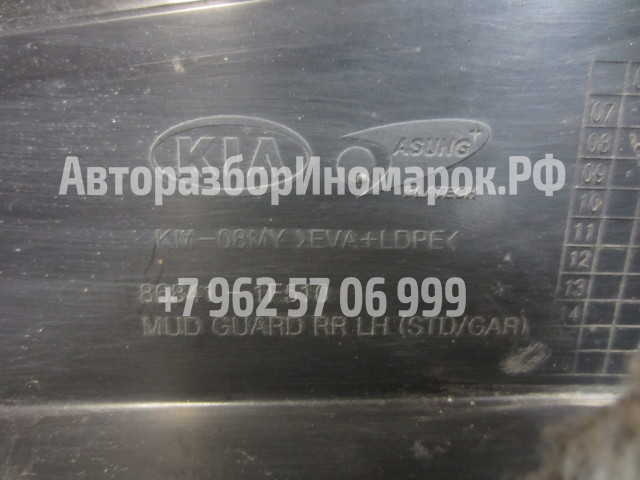 KIA ASUNG
АвторазборИномарок.РФ
KM-08MY >EVA+LDPE<
+7 962 57 06 999
MUD GUARD RR LH (STD/GAR)
07
08
09
10
11
12
13
14